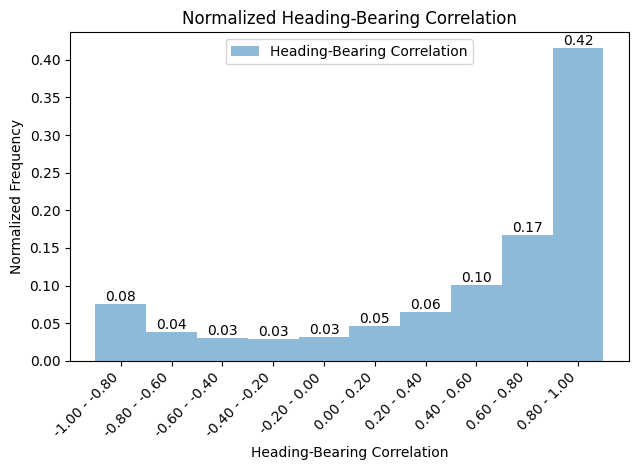 Normalized Heading-Bearing Correlation
Heading-Bearing Correlation
Normalized Frequency
0.40
0.35
0.30
0.25
0.20
0.15
0.10
0.05
0.00
0.08
0.04
0.03
0.03
0.03
0.05
0.06
0.10
0.17
0.42
-1.00 - -0.80
-0.80 - -0.60
-0.60 - -0.40
-0.40 - -0.20
-0.20 - 0.00
0.00 - 0.20
0.20 - 0.40
0.40 - 0.60
0.60 - 0.80
0.80 - 1.00
Heading-Bearing Correlation